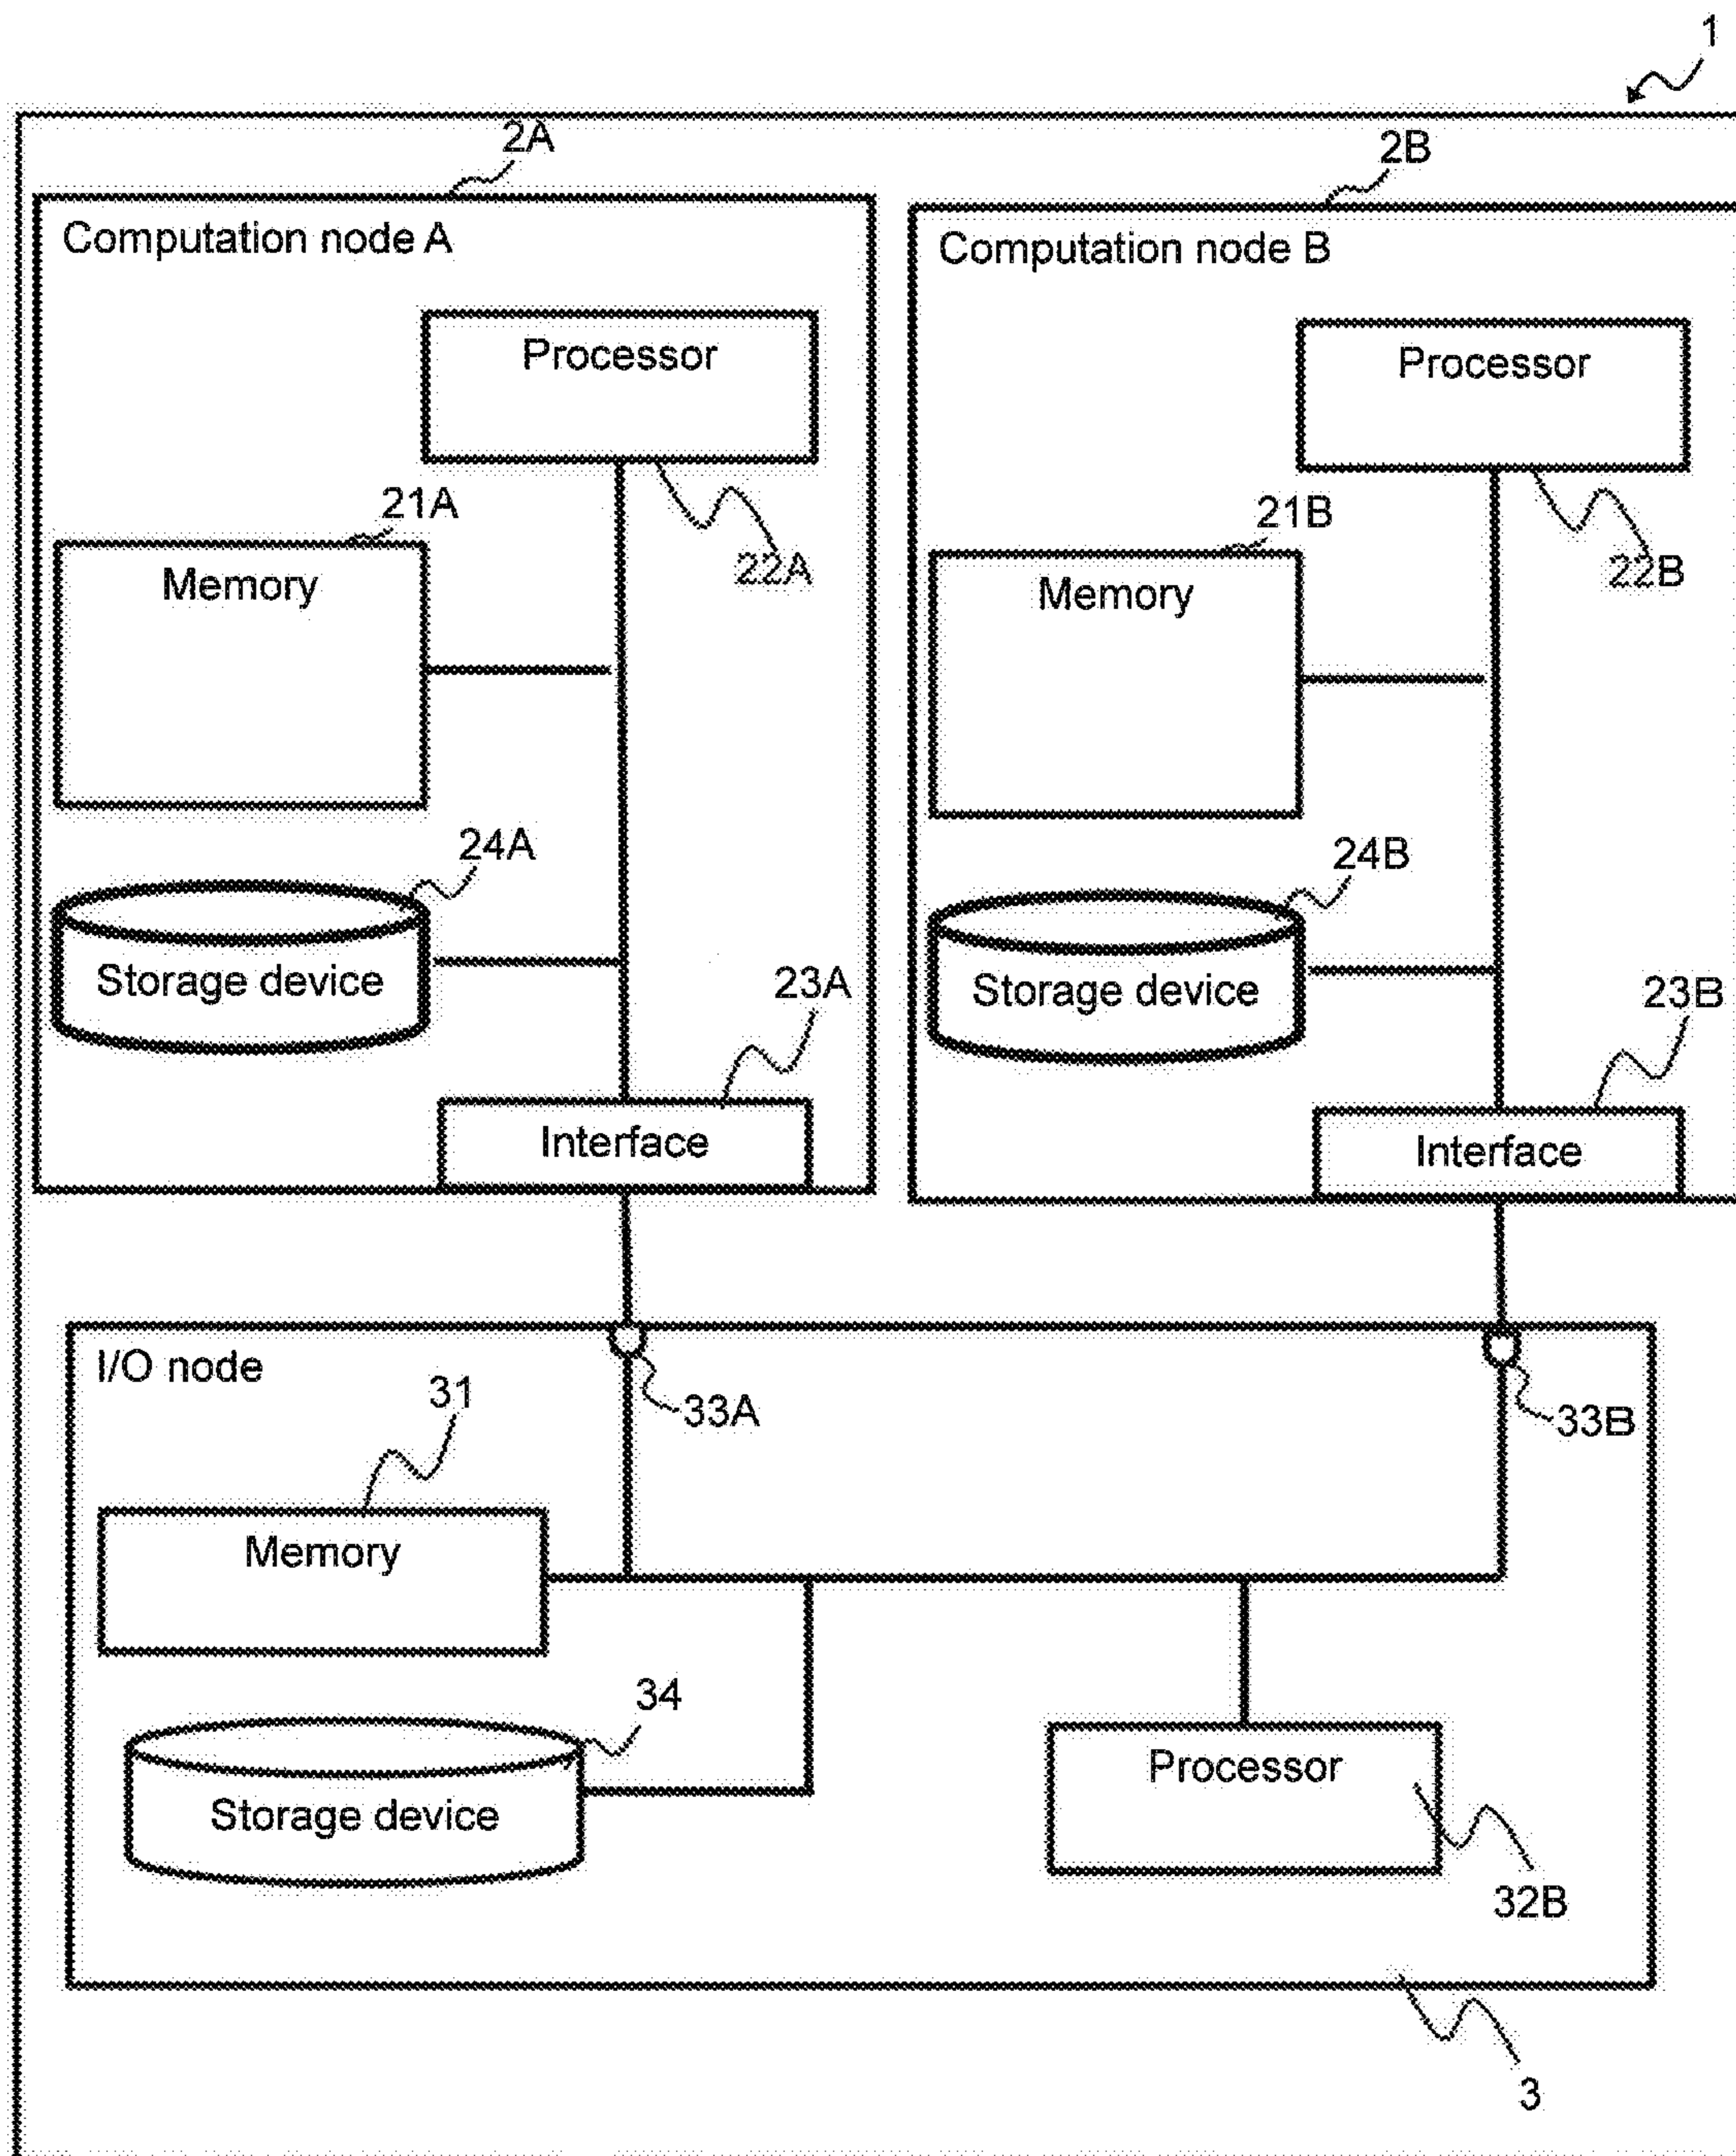 1
2A
2B
Computation node A
Computation node B
Processor
Processor
21A
21B
22A
22B
Memory
Memory
24A
24B
Storage device
Storage device
23A
23B
Interface
Interface
I/O node
33A
33B
31
Memory
34
Storage device
Processor
32B
3